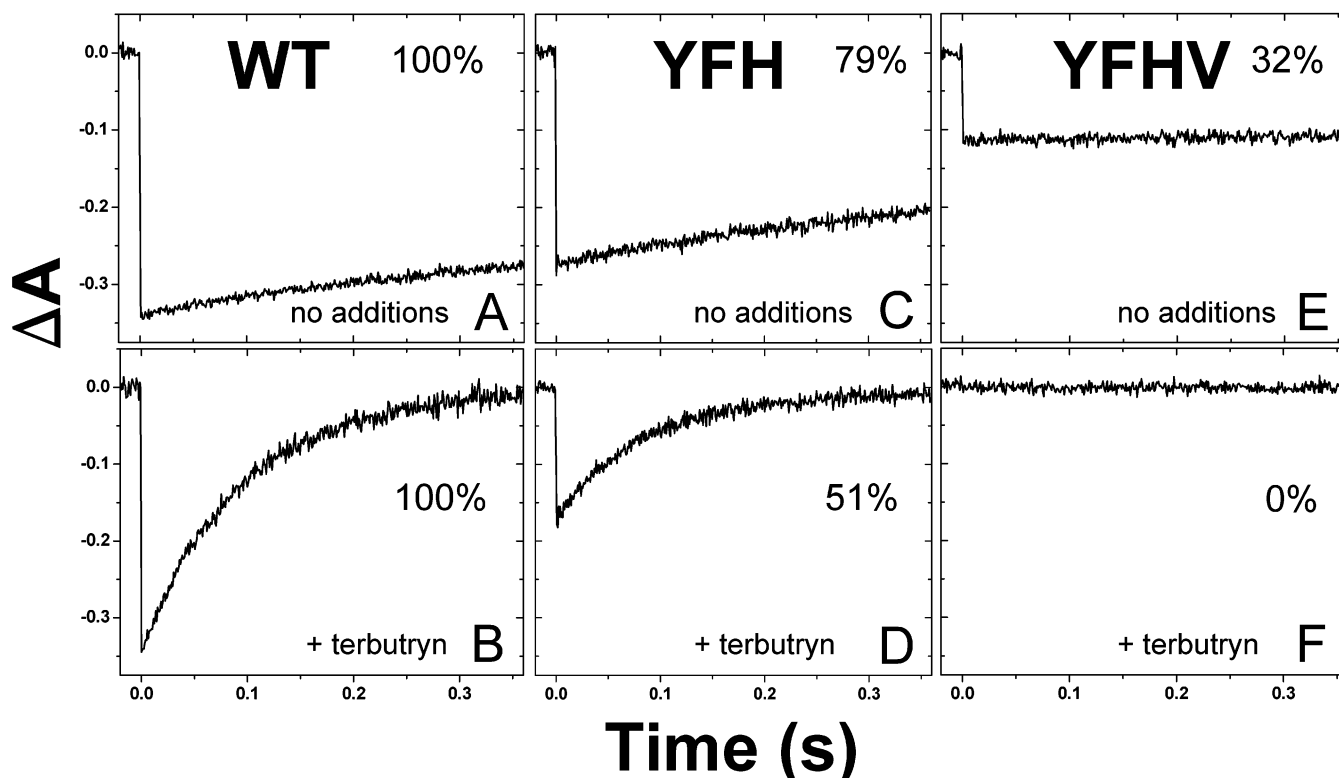 WT 100%
YFH 79%
YFHV 32%
0.0
-0.1
-0.2
-0.3
no additions A
no additions C
no additions E
ΔA
0.0
-0.1
-0.2
-0.3
100%
51%
0%
+ terbutryn B
+ terbutryn D
+ terbutryn F
0.0 0.1 0.2 0.3
0.0 0.1 0.2 0.3
0.0 0.1 0.2 0.3
Time (s)